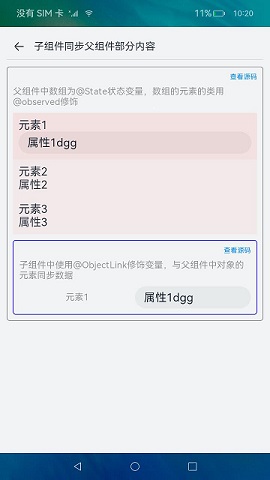 没有 SIM 卡 11% 10:20
子组件同步父组件部分内容
查看源码
父组件中数组为@State状态变量，数组的元素的类用
@observed修饰
元素1
属性1dgg
元素2
属性2
元素3
属性3
查看源码
子组件中使用@ObjectLink修饰变量，与父组件中对象的
元素同步数据
元素1 属性1dgg